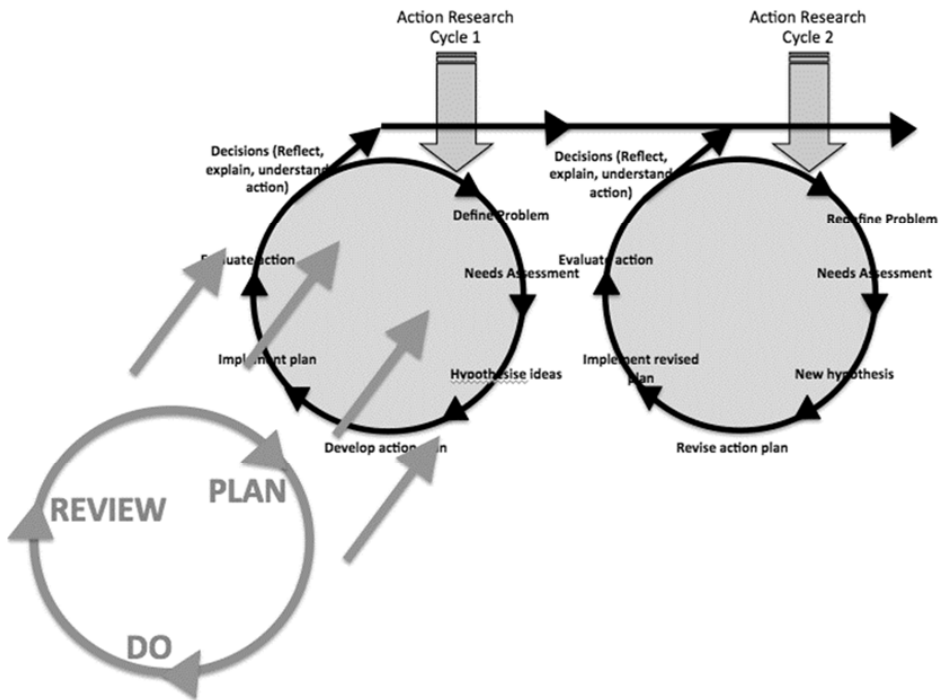 Action Research
Cycle 1
Action Research
Cycle 2
Decisions (Reflect,
explain, understand
action)
Define Problem
Evaluate action
Needs Assessment
Implement plan
Hypothesise ideas
Develop action plan
Decisions (Reflect,
explain, understand
action)
Redefine Problem
Evaluate action
Needs Assessment
Implement revised
plan
New hypothesis
Revise action plan
PLAN
REVIEW
DO